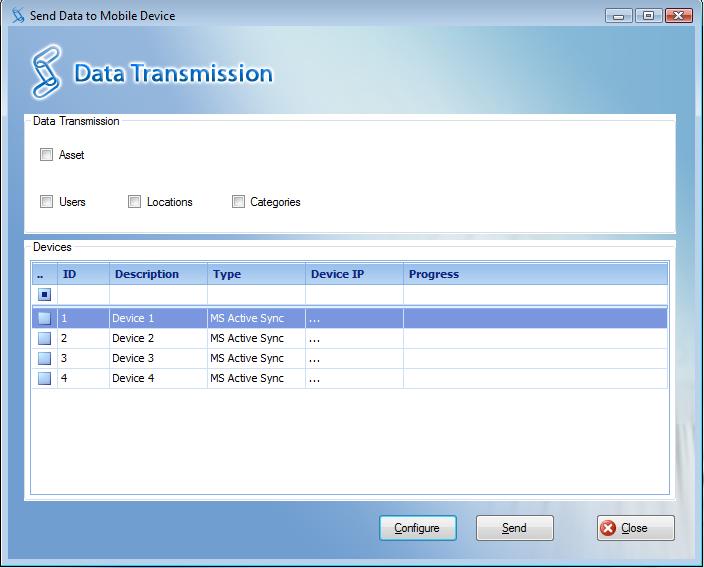 Send Data to Mobile Device
Data Transmission
Data Transmission
Asset
Users Locations Categories
Devices
.. ID Description Type Device IP Progress
1 Device 1 MS Active Sync ...
2 Device 2 MS Active Sync ...
3 Device 3 MS Active Sync ...
4 Device 4 MS Active Sync ...
Configure Send Close